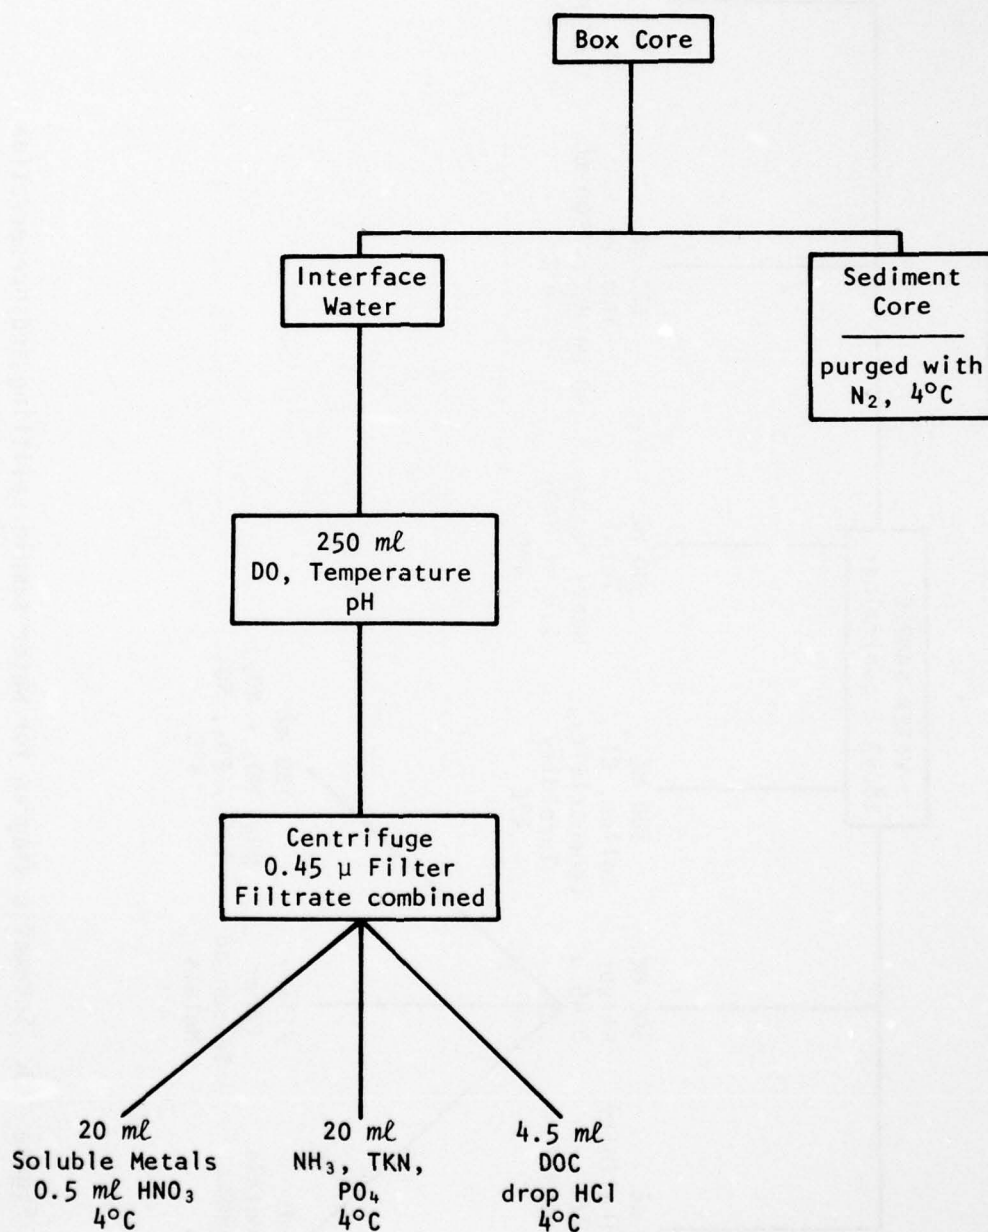 Box Core
Interface
Water
Sediment
Core
purged with
N₂, 4°C
250 ml
DO, Temperature
pH
Centrifuge
0.45 μ Filter
Filtrate combined
20 ml
Soluble Metals
0.5 ml HNO₃
4°C
20 ml
NH₃, TKN,
PO₄
4°C
4.5 ml
DOC
drop HCl
4°C